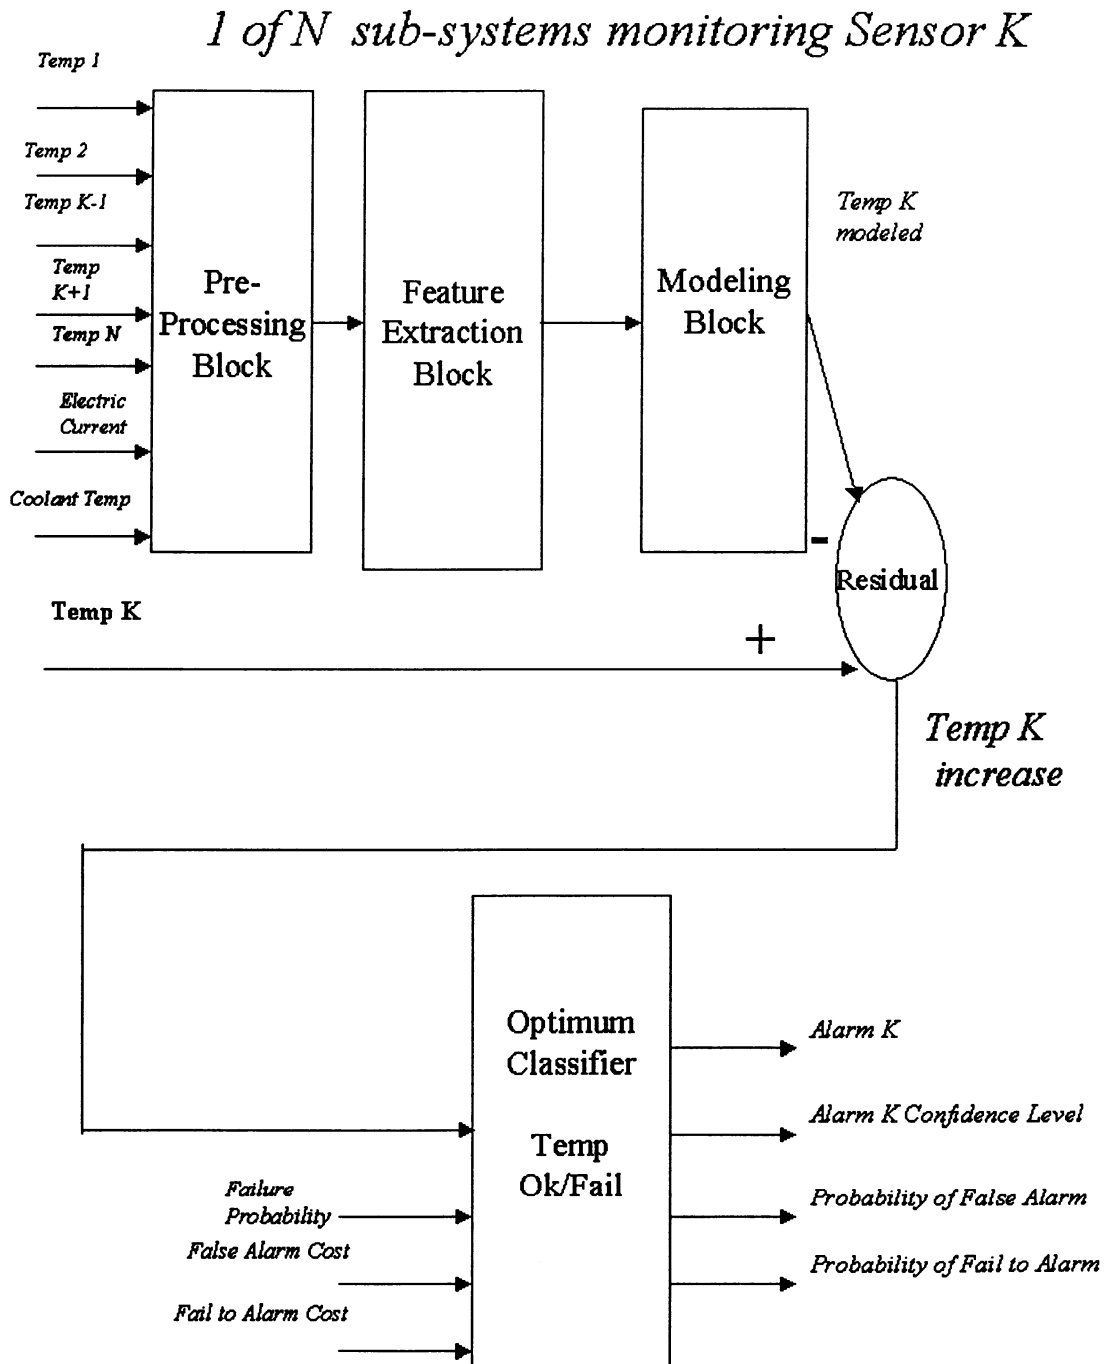 1 of N sub-systems monitoring Sensor K
Temp 1
Temp 2
Temp K-1
Temp
K+1
Temp N
Electric
Current
Coolant Temp
Pre-
Processing
Block
Feature
Extraction
Block
Modeling
Block
Temp K
modeled
-
Residual
Temp K
+
Temp K
increase
Optimum
Classifier
Temp
Ok/Fail
Failure
Probability
False Alarm Cost
Fail to Alarm Cost
Alarm K
Alarm K Confidence Level
Probability of False Alarm
Probability of Fail to Alarm